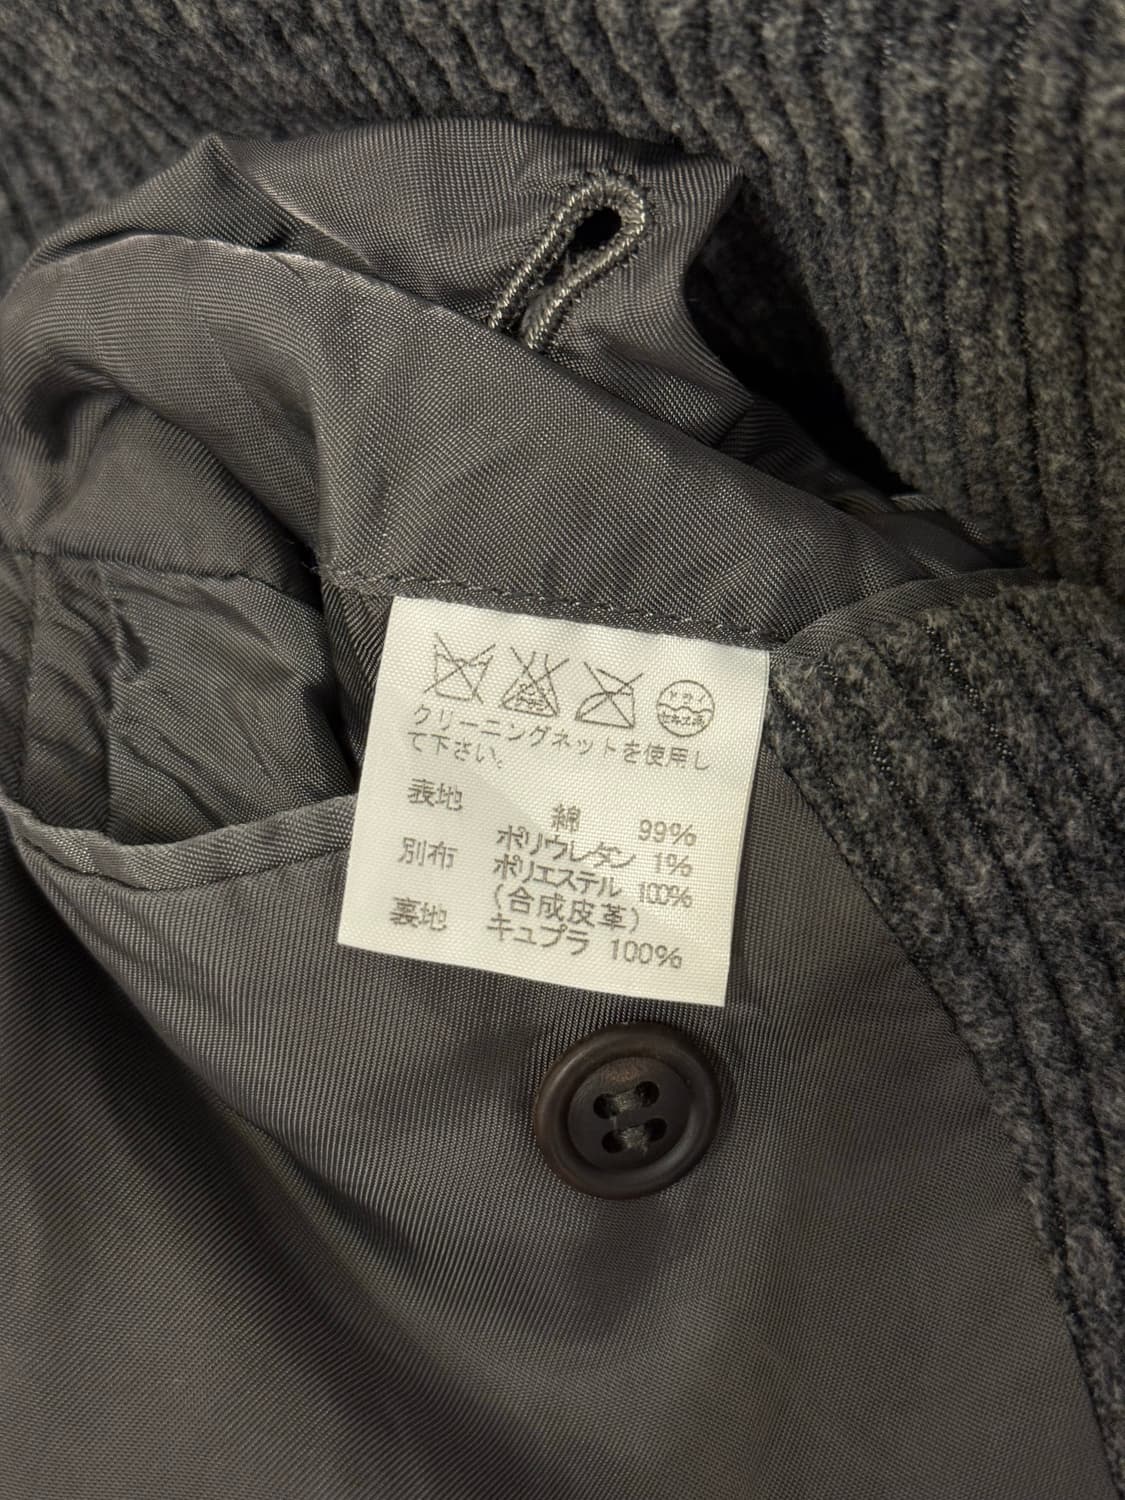 クリーニングネットを使用し
て下さい。
表地 綿 99%
ポリウレタン 1%
別布 ポリエステル 100%
(合成皮革)
裏地 キュプラ 100%